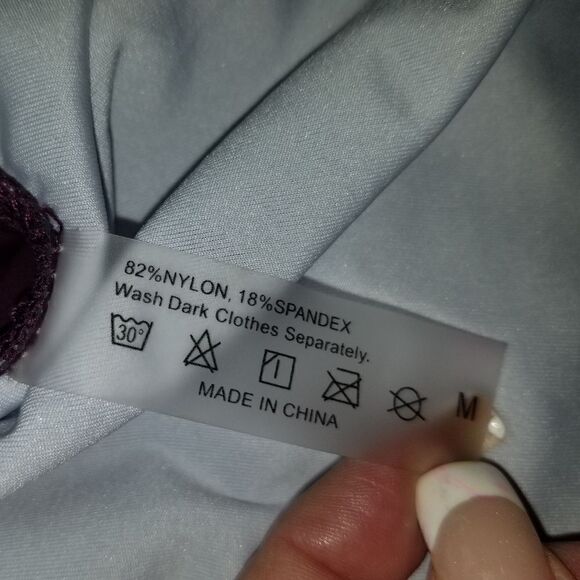 82%NYLON, 18%SPANDEX
Wash Dark Clothes Separately.
30°
MADE IN CHINA
M